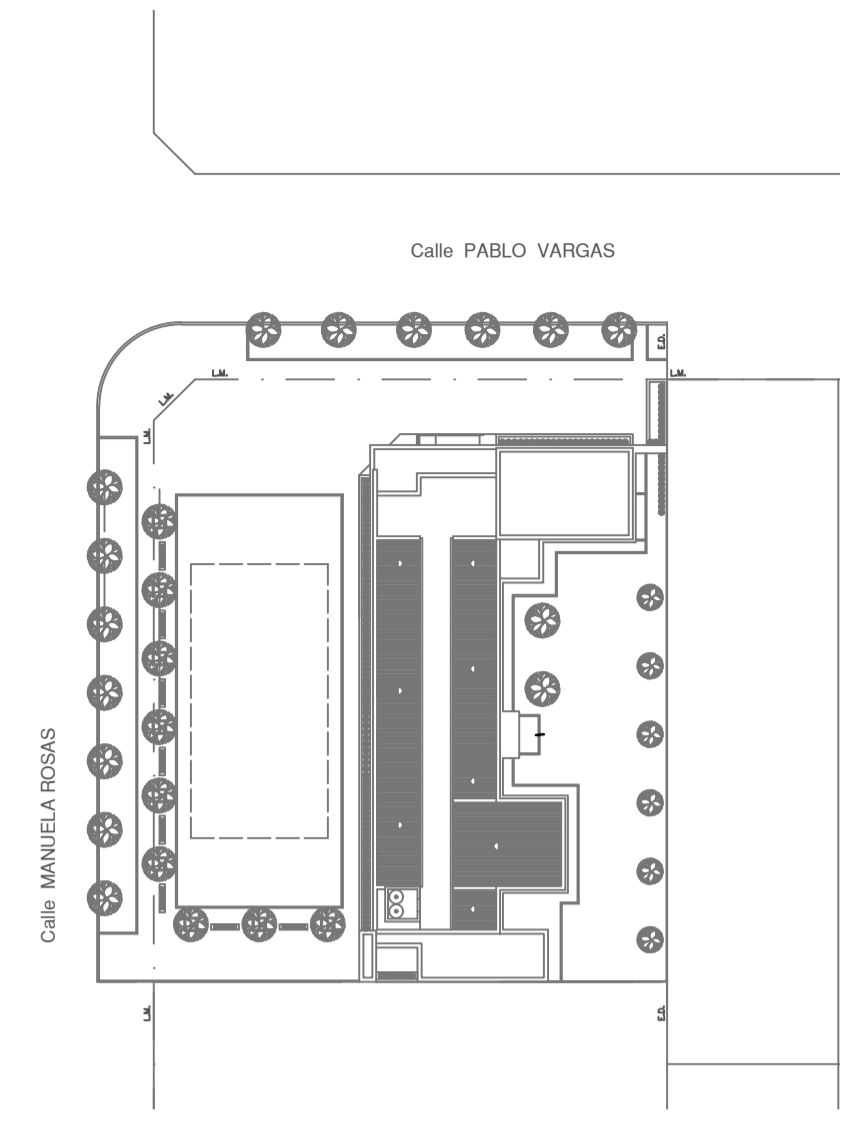 Calle PABLO VARGAS
E.D.
L.M.
L.M.
L.M.
L.M.
Calle MANUELA ROSAS
L.M.
E.D.